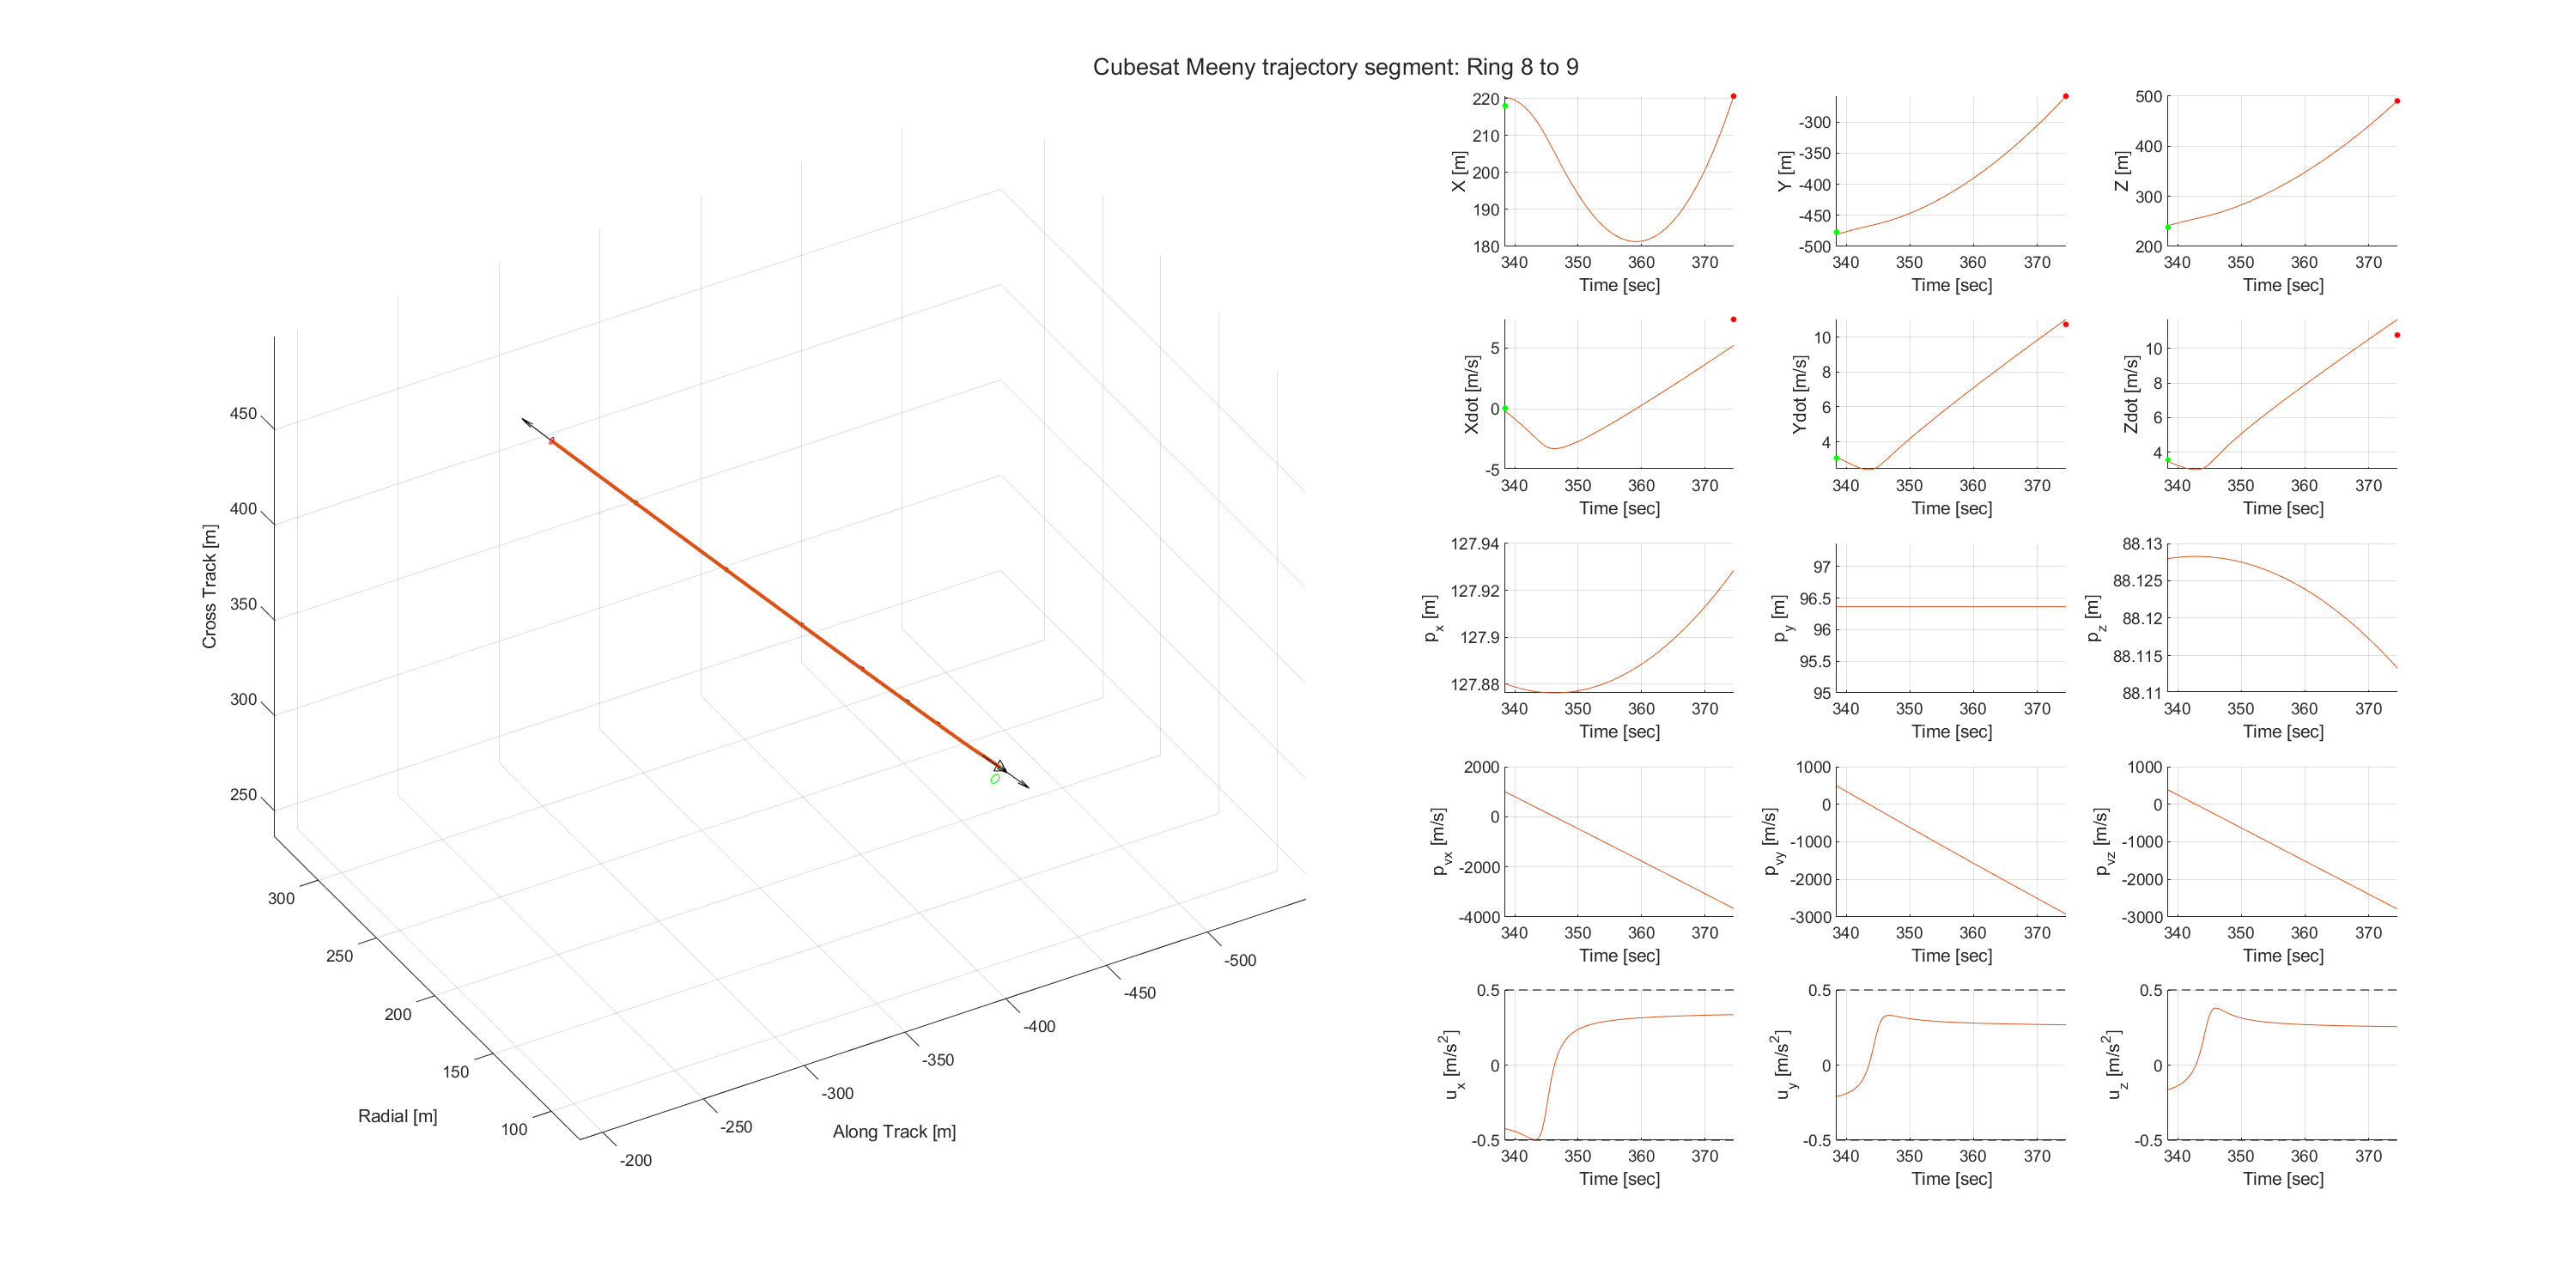 Cubesat Meeny trajectory segment: Ring 8 to 9
450
400
350
300
250
Cross Track [m]
300
250
200
150
100
Radial [m]
-200
-250
-300
-350
-400
-450
-500
Along Track [m]
220
210
200
190
180
X [m]
340 350 360 370
Time [sec]
-300
-350
-400
-450
-500
Y [m]
340 350 360 370
Time [sec]
500
400
300
200
Z [m]
340 350 360 370
Time [sec]
5
0
-5
Xdot [m/s]
340 350 360 370
Time [sec]
10
8
6
4
Ydot [m/s]
340 350 360 370
Time [sec]
10
8
6
4
Zdot [m/s]
340 350 360 370
Time [sec]
127.94
127.92
127.9
127.88
p_x [m]
340 350 360 370
Time [sec]
97
96.5
96
95.5
95
p_y [m]
340 350 360 370
Time [sec]
88.13
88.125
88.12
88.115
88.11
p_z [m]
340 350 360 370
Time [sec]
2000
0
-2000
-4000
p_vx [m/s]
340 350 360 370
Time [sec]
1000
0
-1000
-2000
-3000
p_vy [m/s]
340 350 360 370
Time [sec]
1000
0
-1000
-2000
-3000
p_vz [m/s]
340 350 360 370
Time [sec]
0.5
0
-0.5
u_x [m/s²]
340 350 360 370
Time [sec]
0.5
0
-0.5
u_y [m/s²]
340 350 360 370
Time [sec]
0.5
0
-0.5
u_z [m/s²]
340 350 360 370
Time [sec]